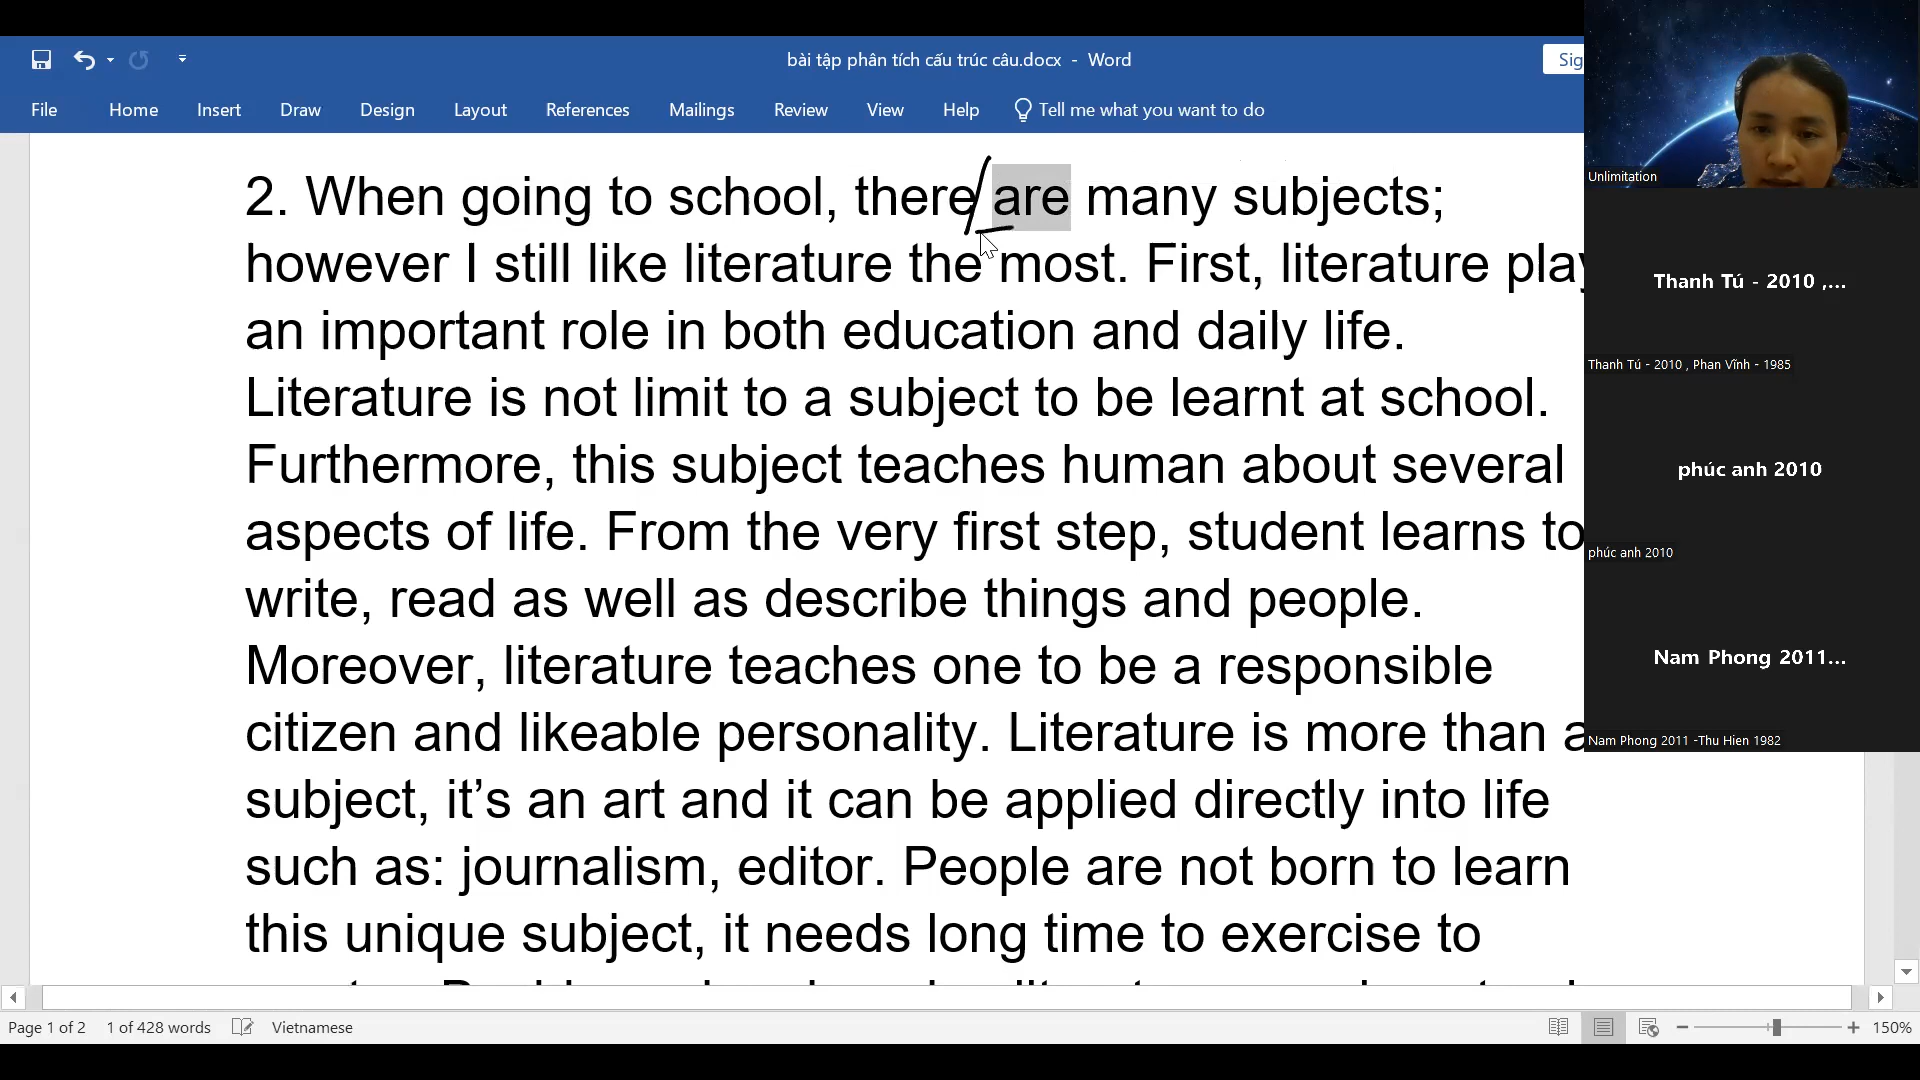 bài tập phân tích cấu trúc câu.docx - Word
Sig
File Home Insert Draw Design Layout References Mailings Review View Help Tell me what you want to do
2. When going to school, there are many subjects;
however I still like literature the most. First, literature play
an important role in both education and daily life.
Literature is not limit to a subject to be learnt at school.
Furthermore, this subject teaches human about several
aspects of life. From the very first step, student learns to
write, read as well as describe things and people.
Moreover, literature teaches one to be a responsible
citizen and likeable personality. Literature is more than a
subject, it’s an art and it can be applied directly into life
such as: journalism, editor. People are not born to learn
this unique subject, it needs long time to exercise to
Unlimitation
Thanh Tú - 2010 ,...
Thanh Tú - 2010 , Phan Vĩnh - 1985
phúc anh 2010
phúc anh 2010
Nam Phong 2011...
Nam Phong 2011 -Thu Hien 1982
Page 1 of 2 1 of 428 words Vietnamese 150%